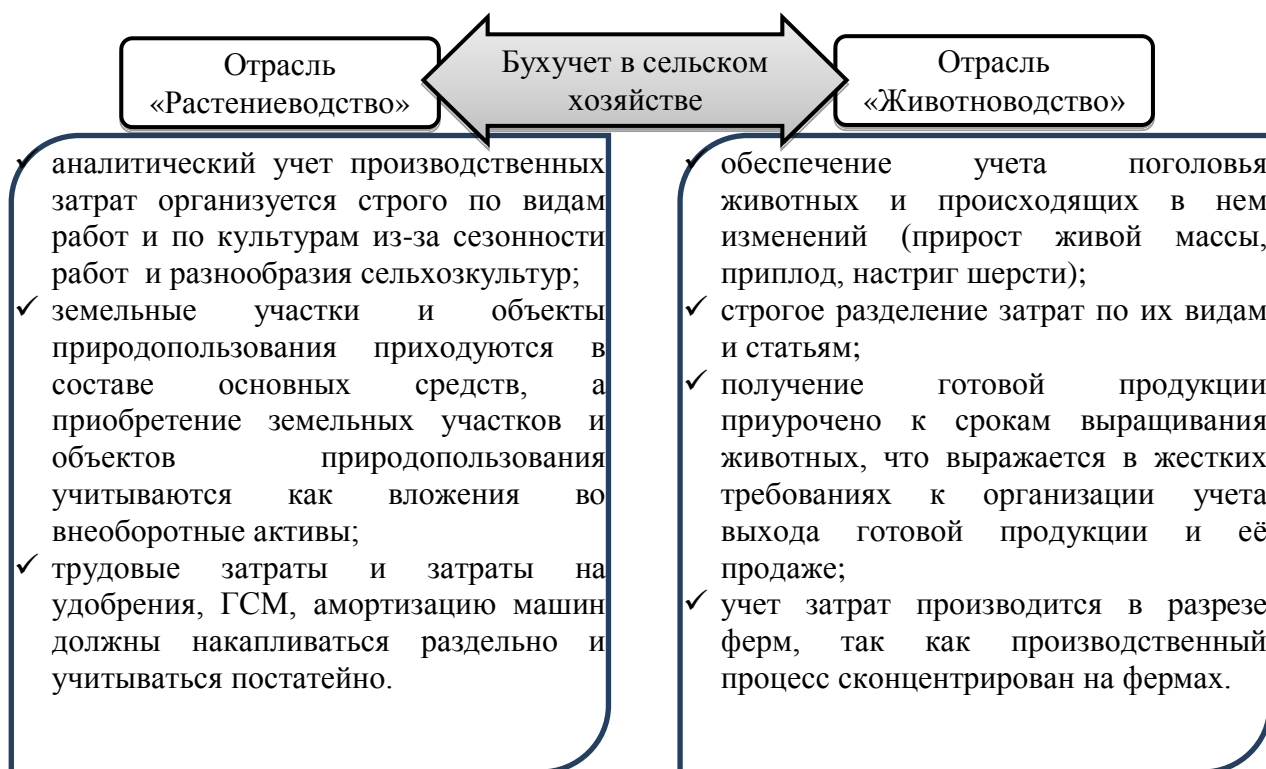 Отрасль
«Растениеводство»
Бухучет в сельском
хозяйстве
Отрасль
«Животноводство»
✓ аналитический учет производственных
затрат организуется строго по видам
работ и по культурам из-за сезонности
работ и разнообразия сельхозкультур;
✓ земельные участки и объекты
природопользования приходуются в
составе основных средств, а
приобретение земельных участков и
объектов природопользования
учитываются как вложения во
внеоборотные активы;
✓ трудовые затраты и затраты на
удобрения, ГСМ, амортизацию машин
должны накапливаться раздельно и
учитываться постатейно.
✓ обеспечение учета поголовья
животных и происходящих в нем
изменений (прирост живой массы,
приплод, настриг шерсти);
✓ строгое разделение затрат по их видам
и статьям;
✓ получение готовой продукции
приурочено к срокам выращивания
животных, что выражается в жестких
требованиях к организации учета
выхода готовой продукции и её
продаже;
✓ учет затрат производится в разрезе
ферм, так как производственный
процесс сконцентрирован на фермах.